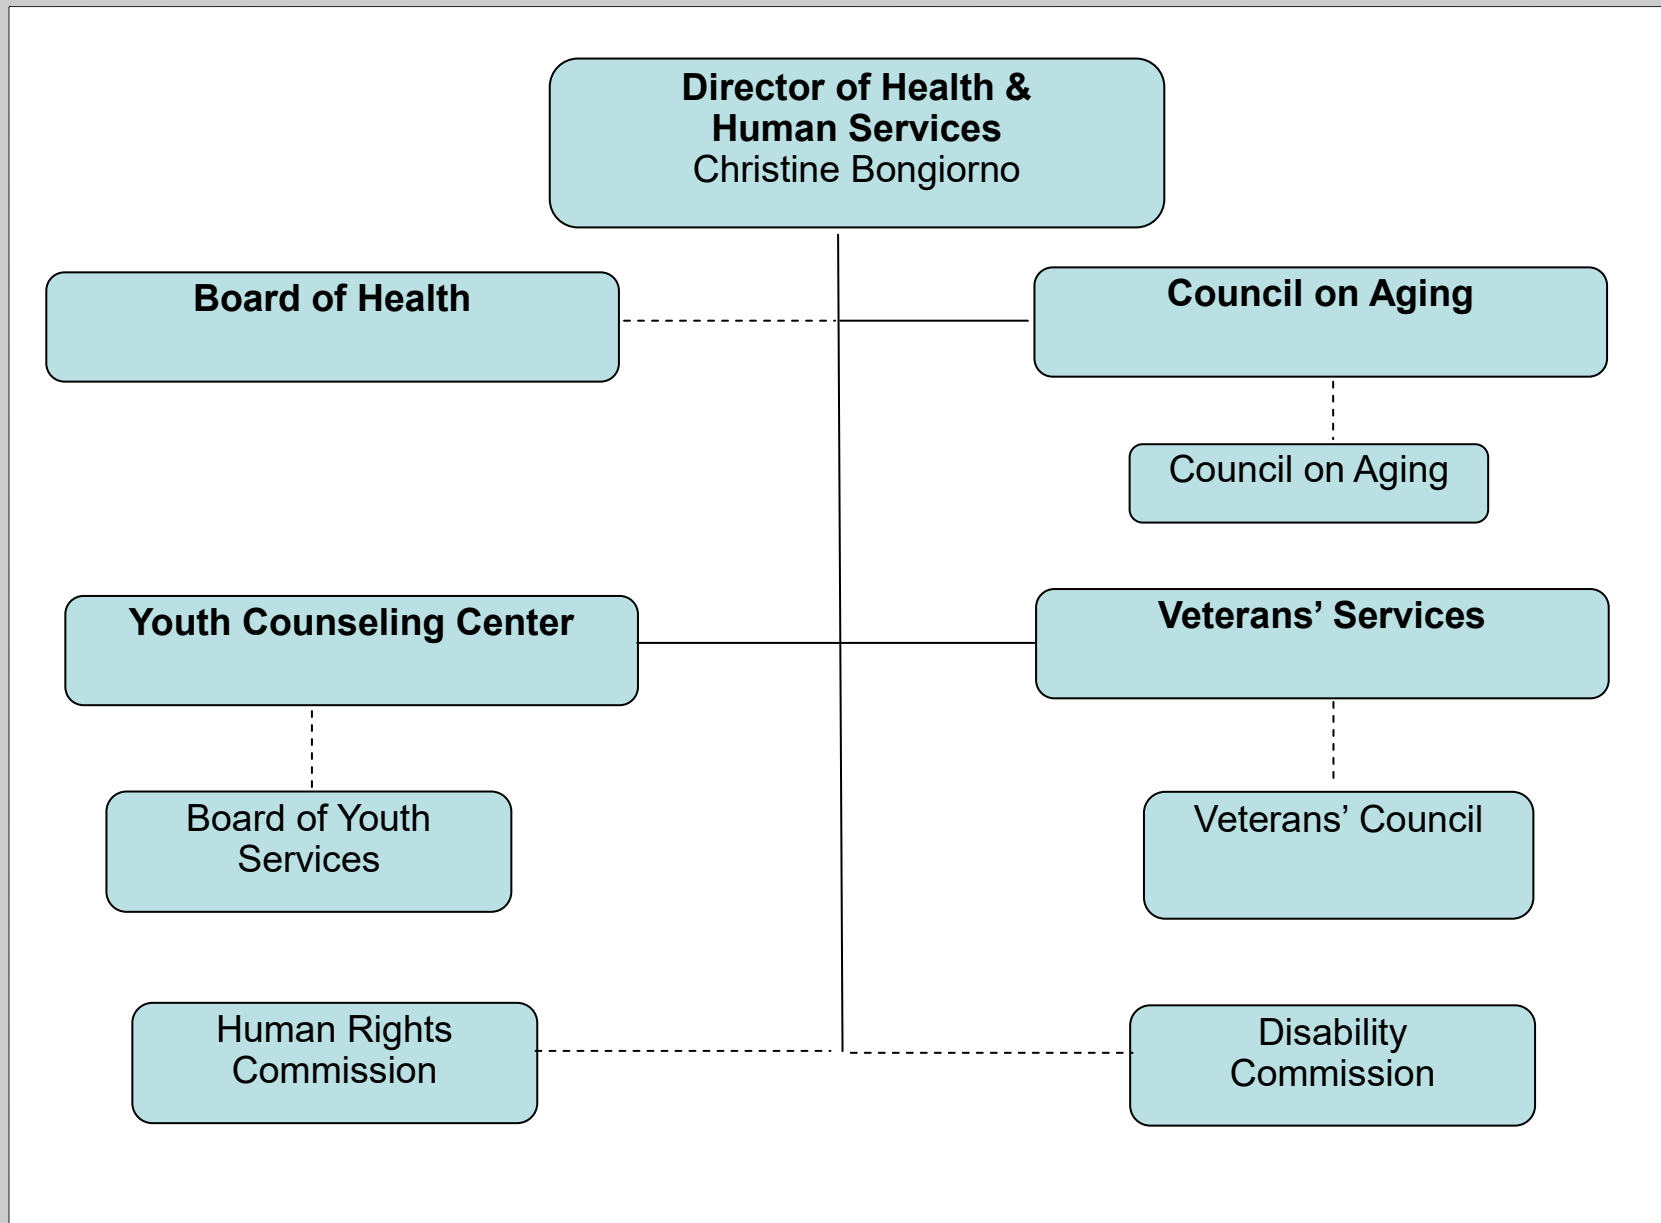 Director of Health &
Human Services
Christine Bongiorno
Board of Health
Council on Aging
Council on Aging
Youth Counseling Center
Veterans’ Services
Board of Youth
Services
Veterans’ Council
Human Rights
Commission
Disability
Commission